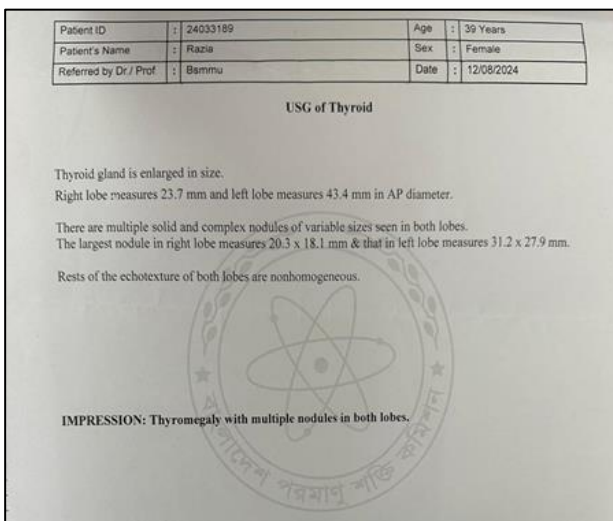 Patient ID : 24033189 Age : 39 Years
Patient's Name : Razia Sex : Female
Referred by Dr./ Prof : Bsmmu Date : 12/08/2024
USG of Thyroid
Thyroid gland is enlarged in size.
Right lobe measures 23.7 mm and left lobe measures 43.4 mm in AP diameter.
There are multiple solid and complex nodules of variable sizes seen in both lobes.
The largest nodule in right lobe measures 20.3 x 18.1 mm & that in left lobe measures 31.2 x 27.9 mm.
Rests of the echotexture of both lobes are nonhomogeneous.
IMPRESSION: Thyromegaly with multiple nodules in both lobes.
বাংলাদেশ পরমাণু শক্তি কমিশন